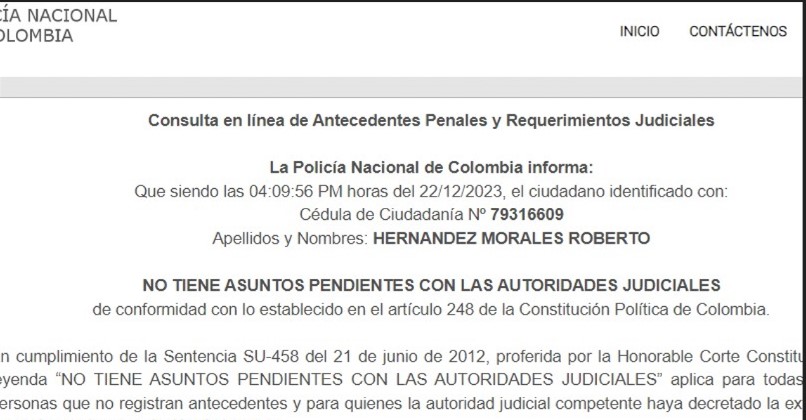 CÍA NACIONAL
OLOMBIA
INICIO CONTÁCTENOS
Consulta en línea de Antecedentes Penales y Requerimientos Judiciales
La Policía Nacional de Colombia informa:
Que siendo las 04:09:56 PM horas del 22/12/2023, el ciudadano identificado con:
Cédula de Ciudadanía Nº 79316609
Apellidos y Nombres: HERNANDEZ MORALES ROBERTO
NO TIENE ASUNTOS PENDIENTES CON LAS AUTORIDADES JUDICIALES
de conformidad con lo establecido en el artículo 248 de la Constitución Política de Colombia.
n cumplimiento de la Sentencia SU-458 del 21 de junio de 2012, proferida por la Honorable Corte Constitu
eyenda “NO TIENE ASUNTOS PENDIENTES CON LAS AUTORIDADES JUDICIALES” aplica para todas
ersonas que no registran antecedentes y para quienes la autoridad judicial competente haya decretado la ex